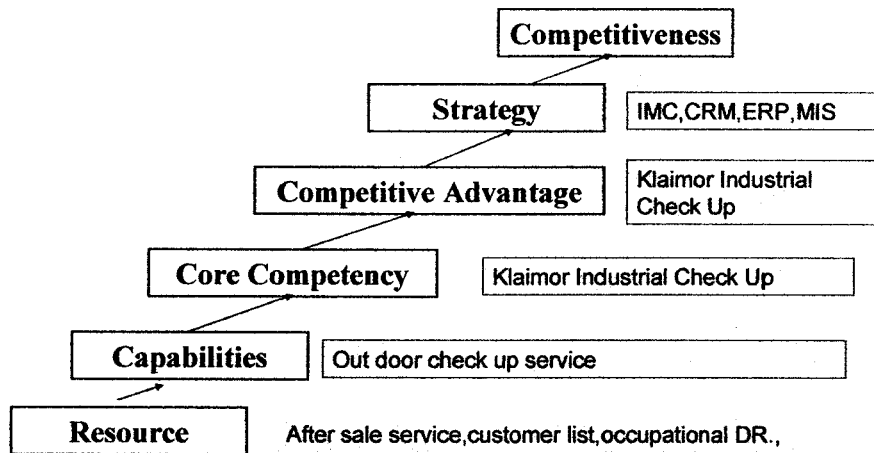 Competitiveness
Strategy
IMC,CRM,ERP,MIS
Competitive Advantage
Klaimor Industrial
Check Up
Core Competency
Klaimor Industrial Check Up
Capabilities
Out door check up service
Resource
After sale service,customer list,occupational DR.,